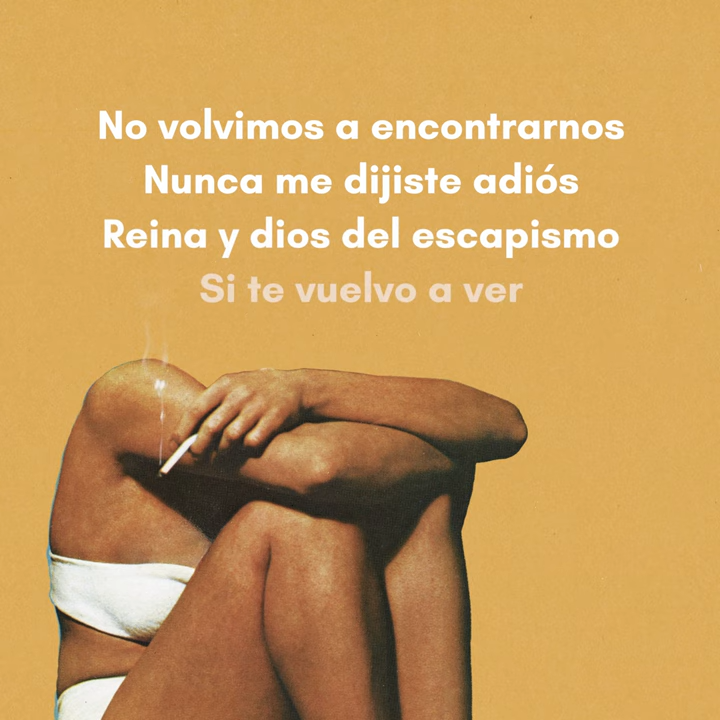 No volvimos a encontrarnos
Nunca me dijiste adiós
Reina y dios del escapismo
Si te vuelvo a ver